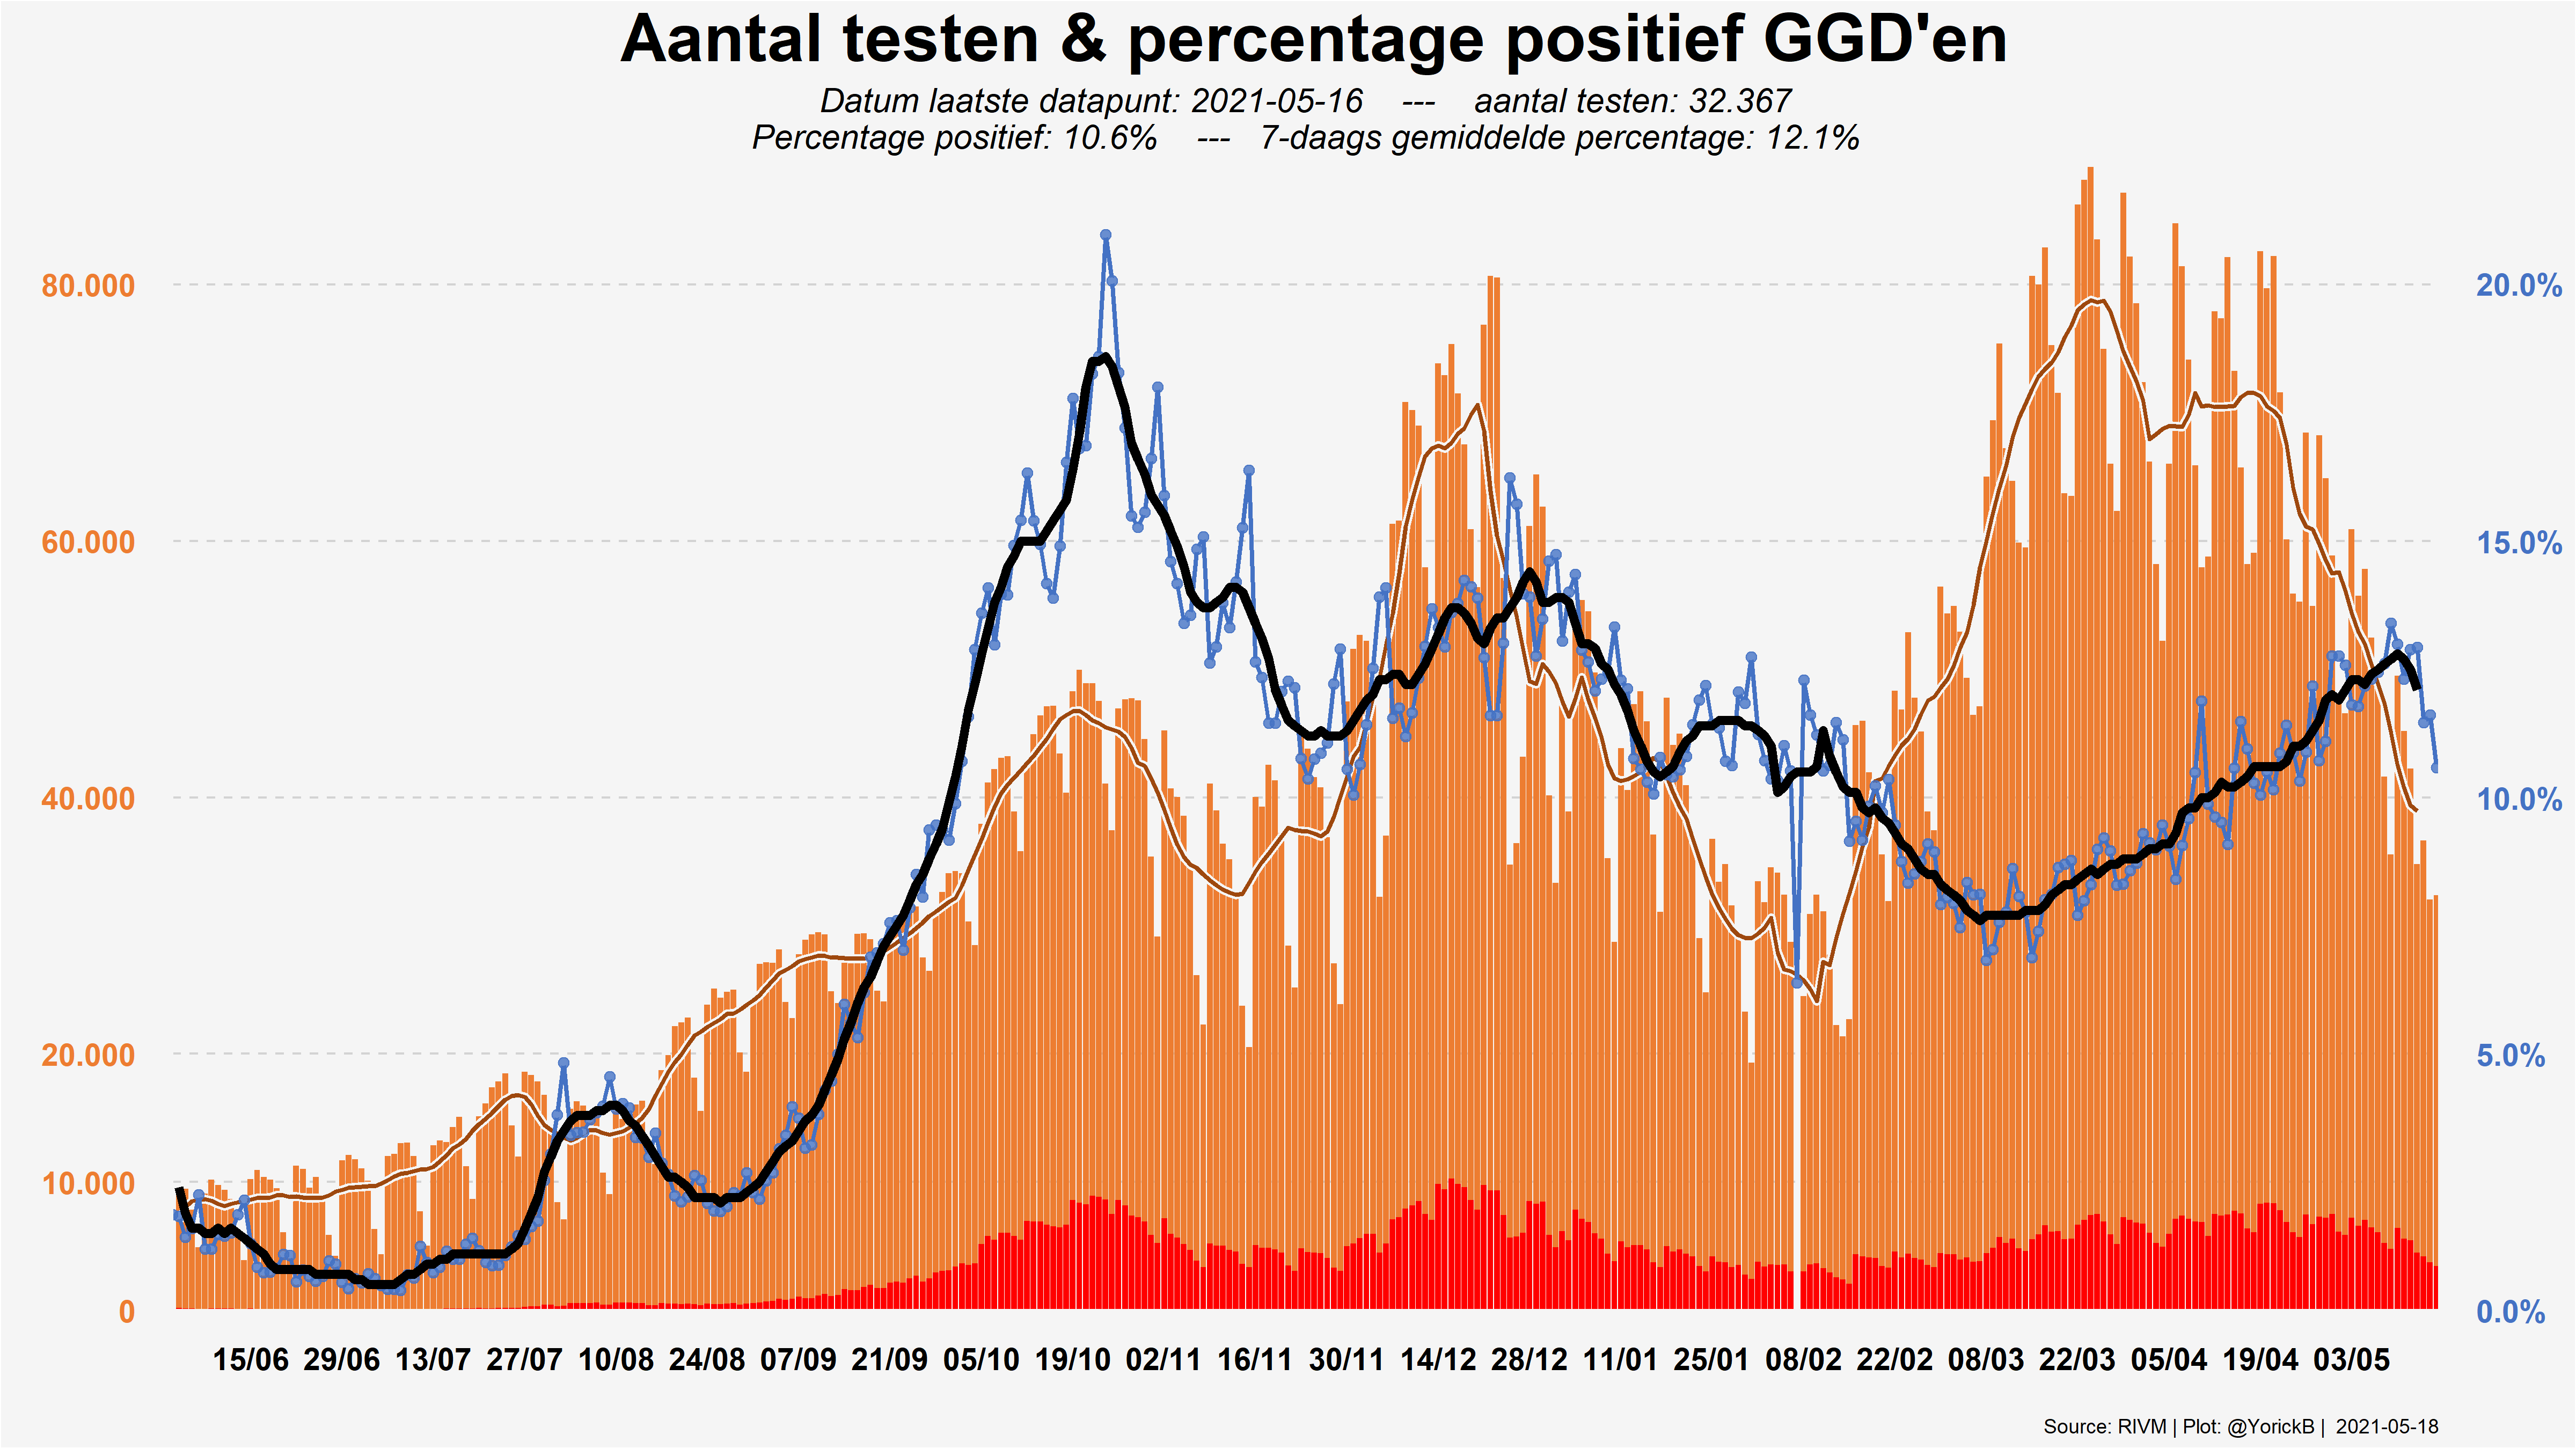 Aantal testen & percentage positief GGD'en
Datum laatste datapunt: 2021-05-16 --- aantal testen: 32.367
Percentage positief: 10.6% --- 7-daags gemiddelde percentage: 12.1%
80.000 20.0%
60.000 15.0%
40.000 10.0%
20.000 5.0%
10.000
0 0.0%
15/06 29/06 13/07 27/07 10/08 24/08 07/09 21/09 05/10 19/10 02/11 16/11 30/11 14/12 28/12 11/01 25/01 08/02 22/02 08/03 22/03 05/04 19/04 03/05
Source: RIVM | Plot: @YorickB | 2021-05-18